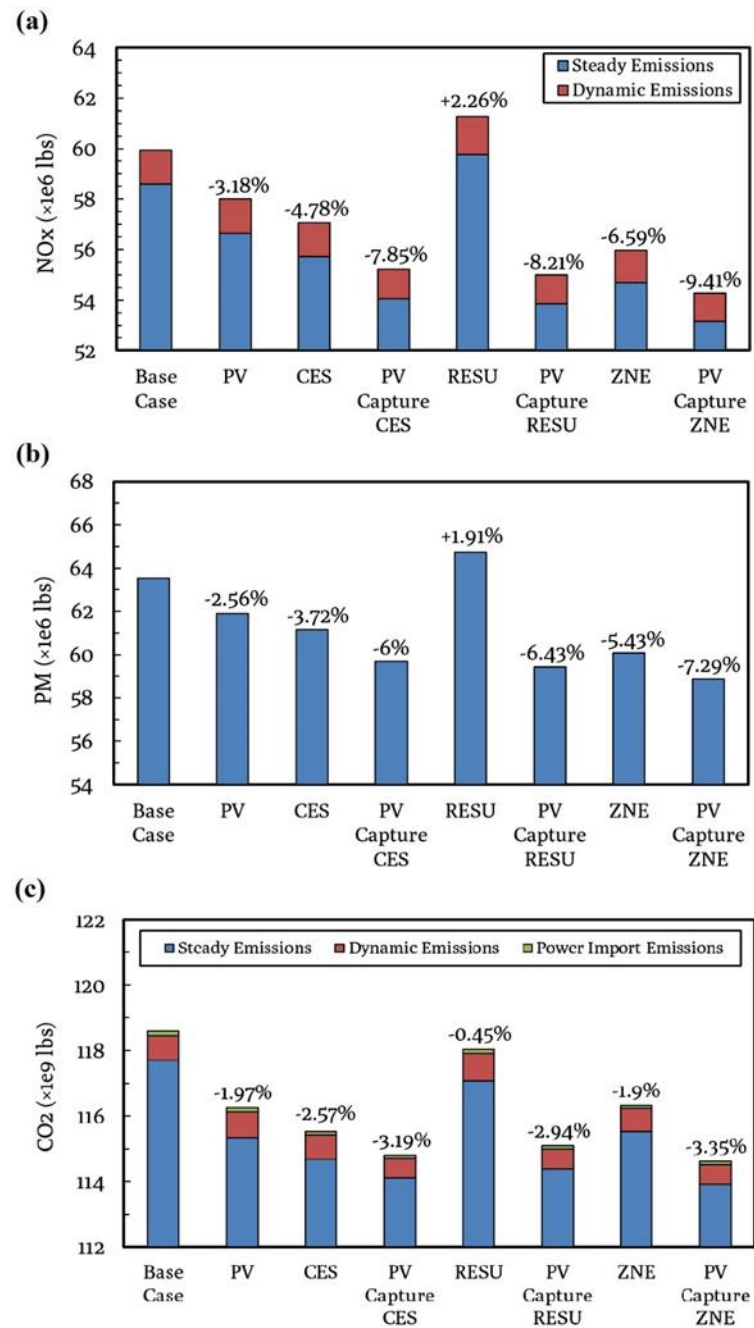 (a)
64
62
60
58
56
54
52
NOx (×1e6 lbs)
Steady Emissions
Dynamic Emissions
-3.18%
-4.78%
-7.85%
+2.26%
-8.21%
-6.59%
-9.41%
Base Case
PV
CES
PV Capture CES
RESU
PV Capture RESU
ZNE
PV Capture ZNE
(b)
68
66
64
62
60
58
56
54
PM (×1e6 lbs)
-2.56%
-3.72%
-6%
+1.91%
-6.43%
-5.43%
-7.29%
Base Case
PV
CES
PV Capture CES
RESU
PV Capture RESU
ZNE
PV Capture ZNE
(c)
122
120
118
116
114
112
CO2 (×1e9 lbs)
Steady Emissions
Dynamic Emissions
Power Import Emissions
-1.97%
-2.57%
-3.19%
-0.45%
-2.94%
-1.9%
-3.35%
Base Case
PV
CES
PV Capture CES
RESU
PV Capture RESU
ZNE
PV Capture ZNE